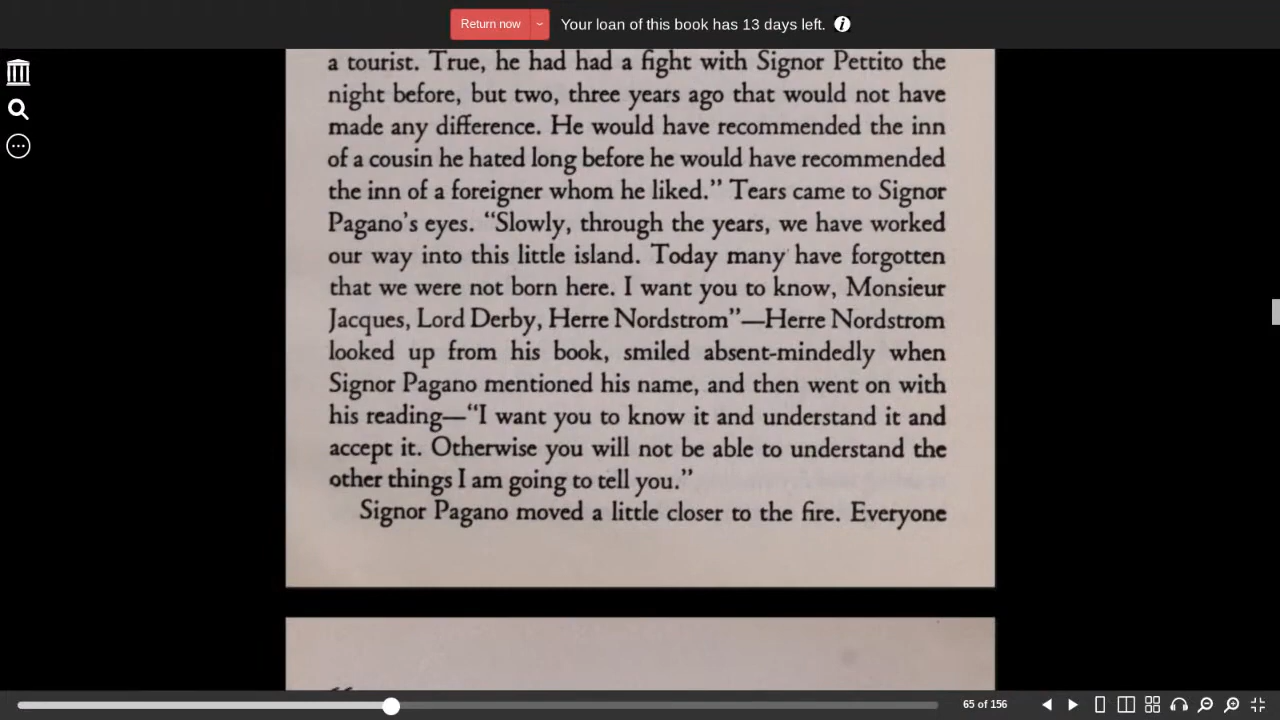 Return now
Your loan of this book has 13 days left.
a tourist. True, he had had a fight with Signor Pettito the
night before, but two, three years ago that would not have
made any difference. He would have recommended the inn
of a cousin he hated long before he would have recommended
the inn of a foreigner whom he liked.” Tears came to Signor
Pagano’s eyes. “Slowly, through the years, we have worked
our way into this little island. Today many have forgotten
that we were not born here. I want you to know, Monsieur
Jacques, Lord Derby, Herre Nordstrom”—Herre Nordstrom
looked up from his book, smiled absent-mindedly when
Signor Pagano mentioned his name, and then went on with
his reading—“I want you to know it and understand it and
accept it. Otherwise you will not be able to understand the
other things I am going to tell you.”
Signor Pagano moved a little closer to the fire. Everyone
65 of 156